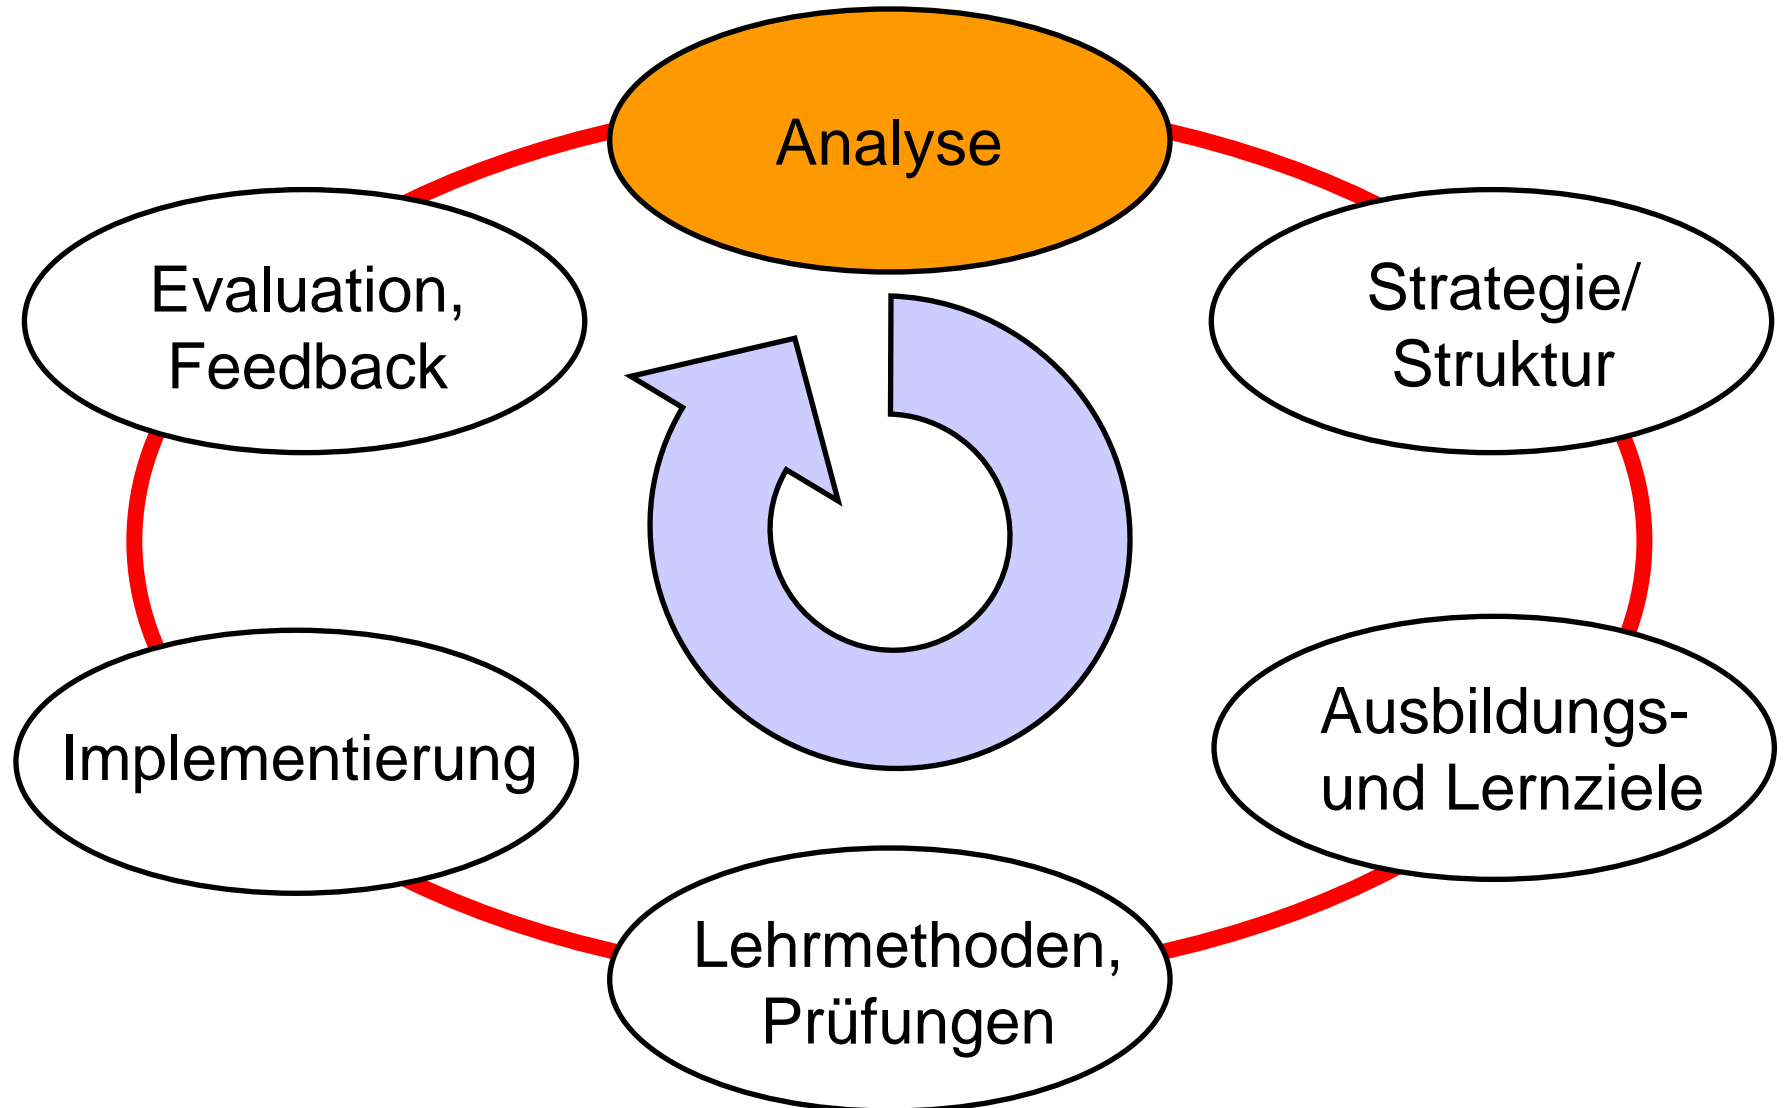 Analyse
Strategie/
Struktur
Ausbildungs-
und Lernziele
Lehrmethoden,
Prüfungen
Implementierung
Evaluation,
Feedback